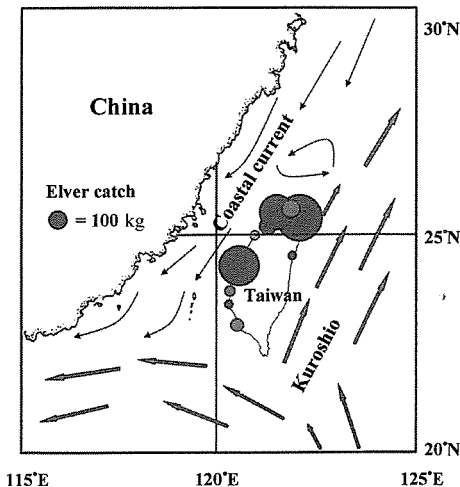 30°N
China
Coastal current
Elver catch
= 100 kg
25°N
Taiwan
Kuroshio
20°N
115°E
120°E
125°E